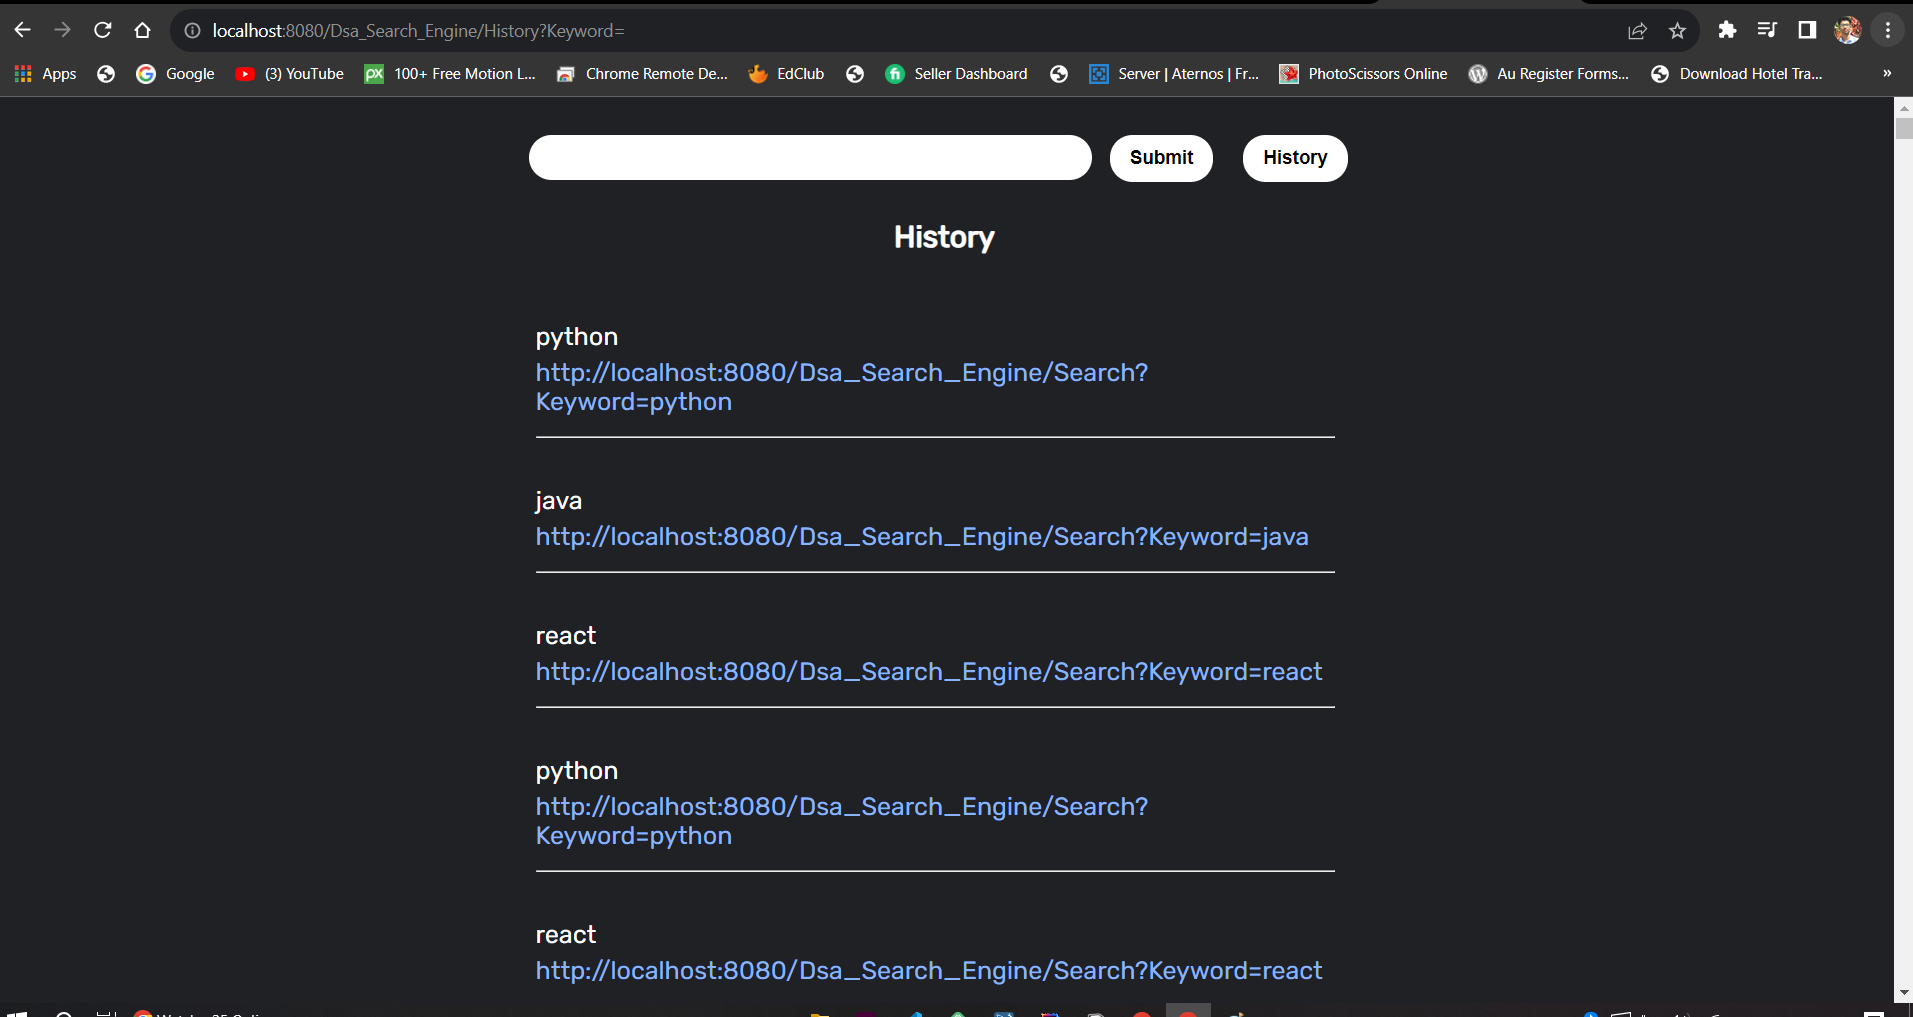 localhost:8080/Dsa_Search_Engine/History?Keyword=
Apps Google (3) YouTube 100+ Free Motion L... Chrome Remote De... EdClub Seller Dashboard Server | Aternos | Fr... PhotoScissors Online Au Register Forms... Download Hotel Tra... »
Submit History
History
python
http://localhost:8080/Dsa_Search_Engine/Search?
Keyword=python
java
http://localhost:8080/Dsa_Search_Engine/Search?Keyword=java
react
http://localhost:8080/Dsa_Search_Engine/Search?Keyword=react
python
http://localhost:8080/Dsa_Search_Engine/Search?
Keyword=python
react
http://localhost:8080/Dsa_Search_Engine/Search?Keyword=react